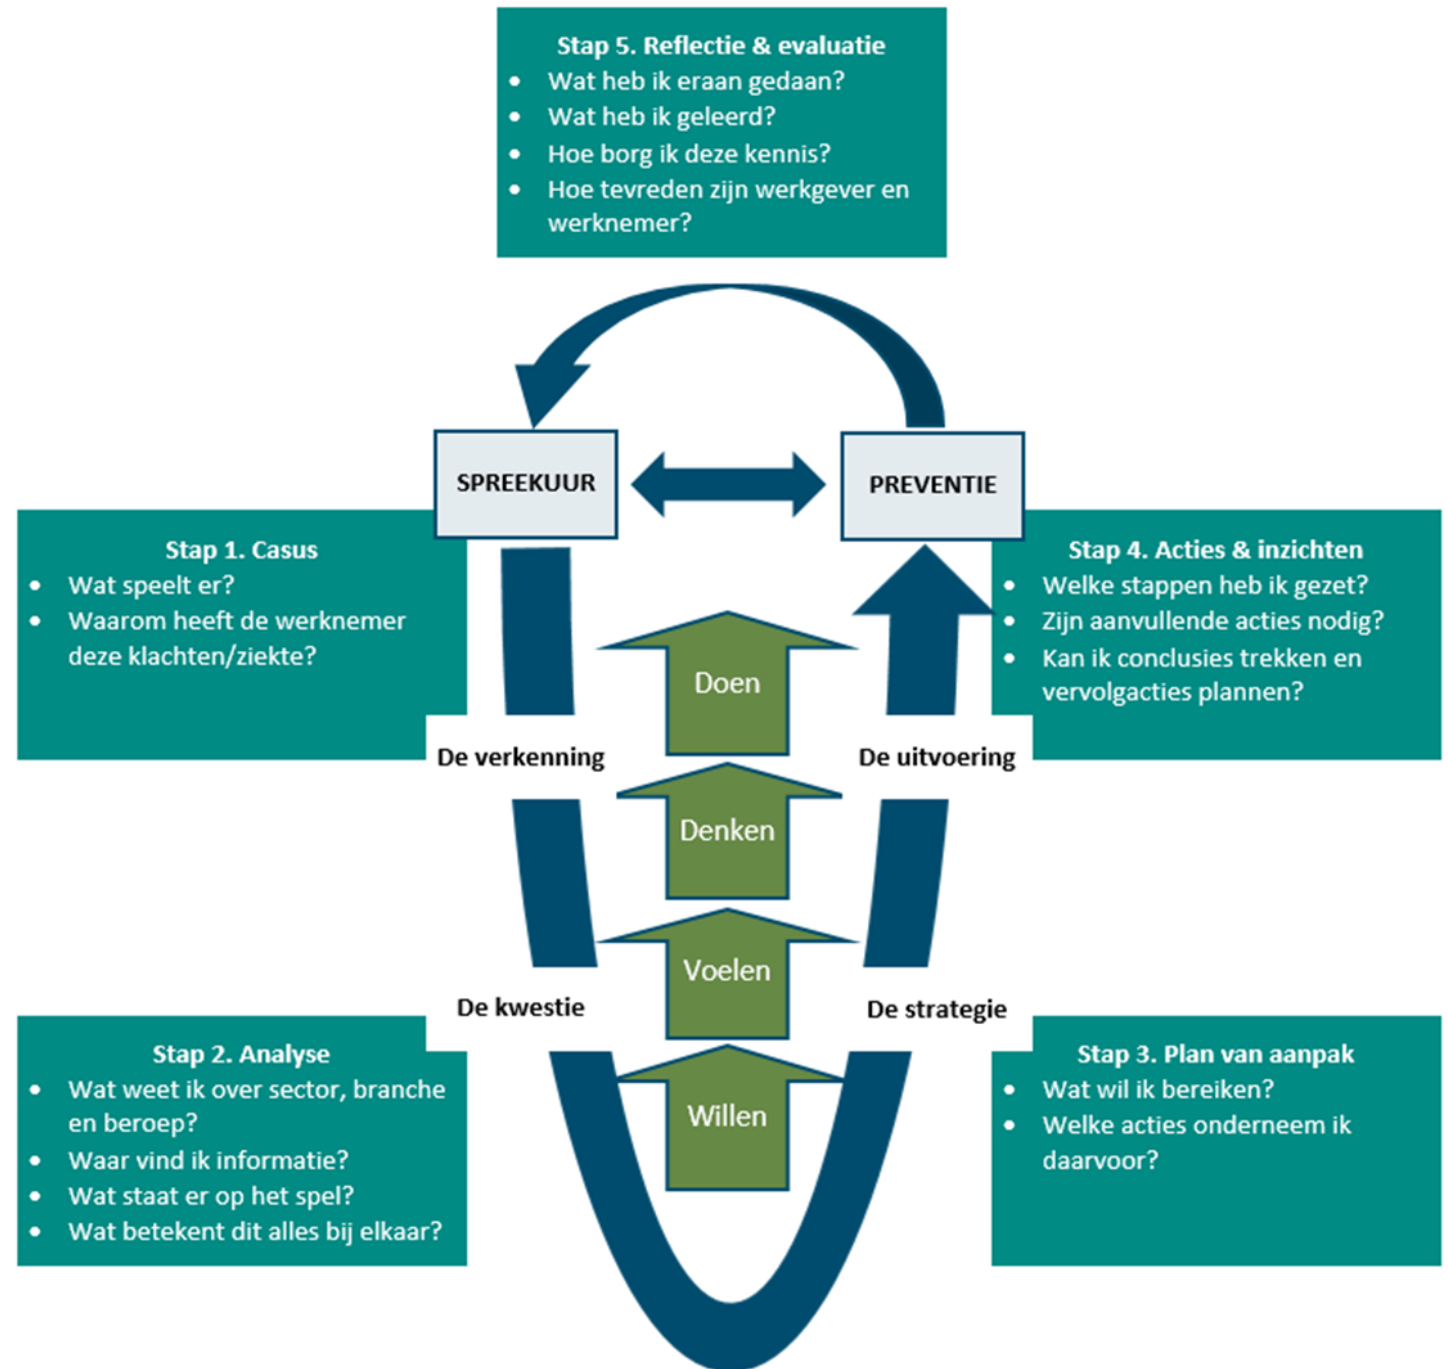 Stap 5. Reflectie & evaluatie
• Wat heb ik eraan gedaan?
• Wat heb ik geleerd?
• Hoe borg ik deze kennis?
• Hoe tevreden zijn werkgever en
werknemer?
SPREEKUUR
PREVENTIE
Stap 1. Casus
• Wat speelt er?
• Waarom heeft de werknemer
deze klachten/ziekte?
Stap 4. Acties & inzichten
• Welke stappen heb ik gezet?
• Zijn aanvullende acties nodig?
• Kan ik conclusies trekken en
vervolgacties plannen?
Doen
De verkenning
De uitvoering
Denken
Voelen
De kwestie
De strategie
Stap 2. Analyse
• Wat weet ik over sector, branche
en beroep?
• Waar vind ik informatie?
• Wat staat er op het spel?
• Wat betekent dit alles bij elkaar?
Willen
Stap 3. Plan van aanpak
• Wat wil ik bereiken?
• Welke acties onderneem ik
daarvoor?